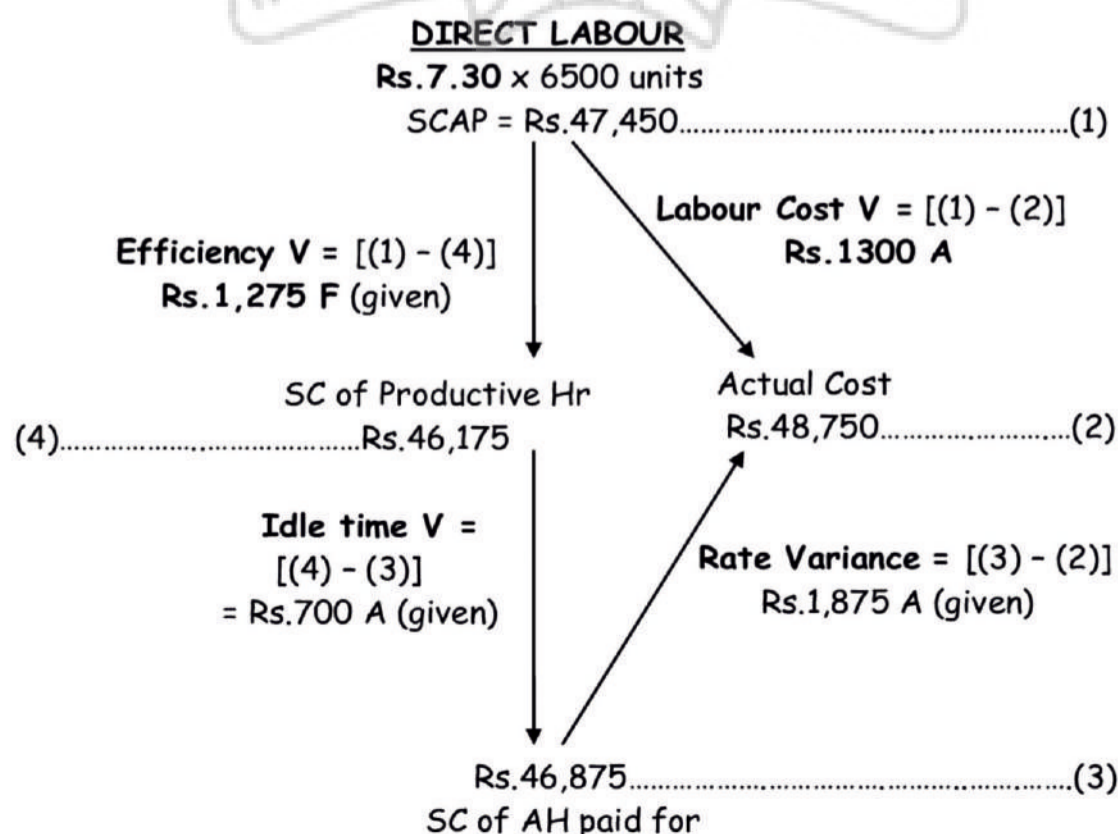 DIRECT LABOUR
Rs.7.30 x 6500 units
SCAP = Rs.47,450............................................(1)
Labour Cost V = [(1) - (2)]
Rs.1300 A
Efficiency V = [(1) - (4)]
Rs.1,275 F (given)
SC of Productive Hr
Actual Cost
(4)..................................Rs.46,175
Rs.48,750......................(2)
Idle time V =
[(4) - (3)]
= Rs.700 A (given)
Rate Variance = [(3) - (2)]
Rs.1,875 A (given)
Rs.46,875..................................................(3)
SC of AH paid for